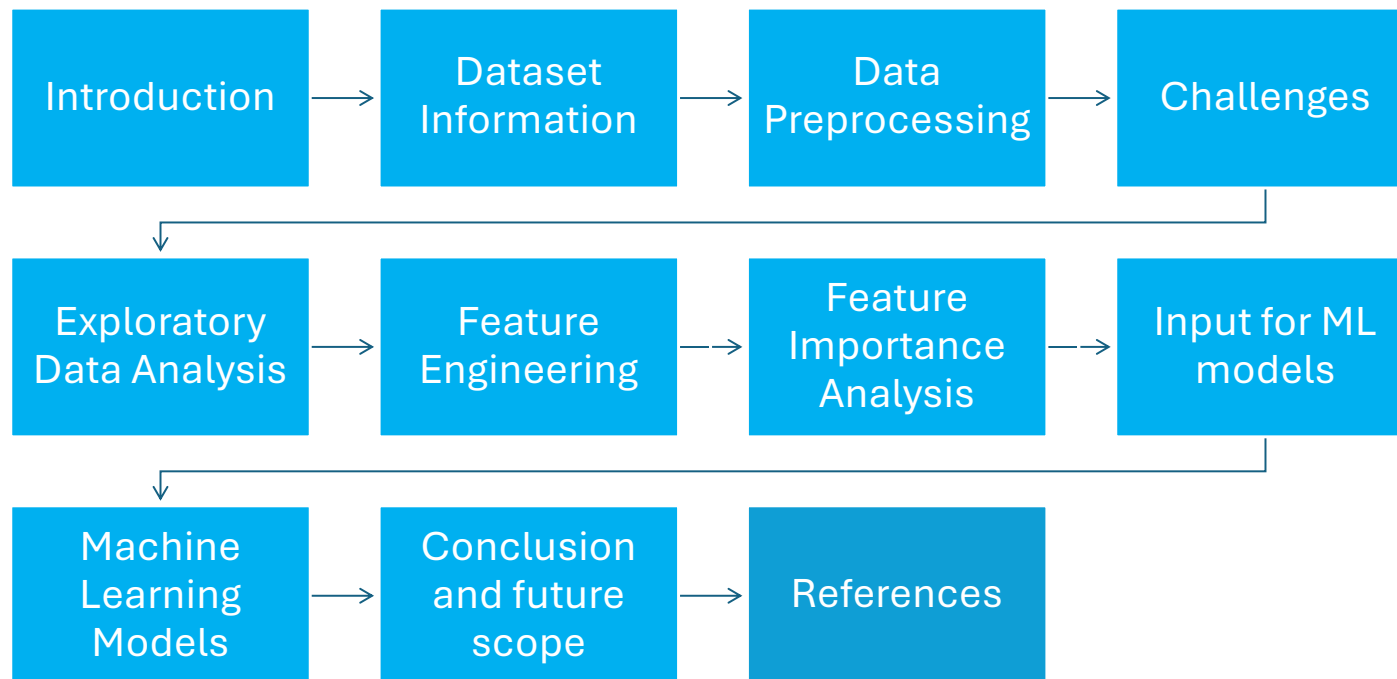 Introduction
Dataset
Information
Data
Preprocessing
Challenges
Exploratory
Data Analysis
Feature
Engineering
Feature
Importance
Analysis
Input for ML
models
Machine
Learning
Models
Conclusion
and future
scope
References